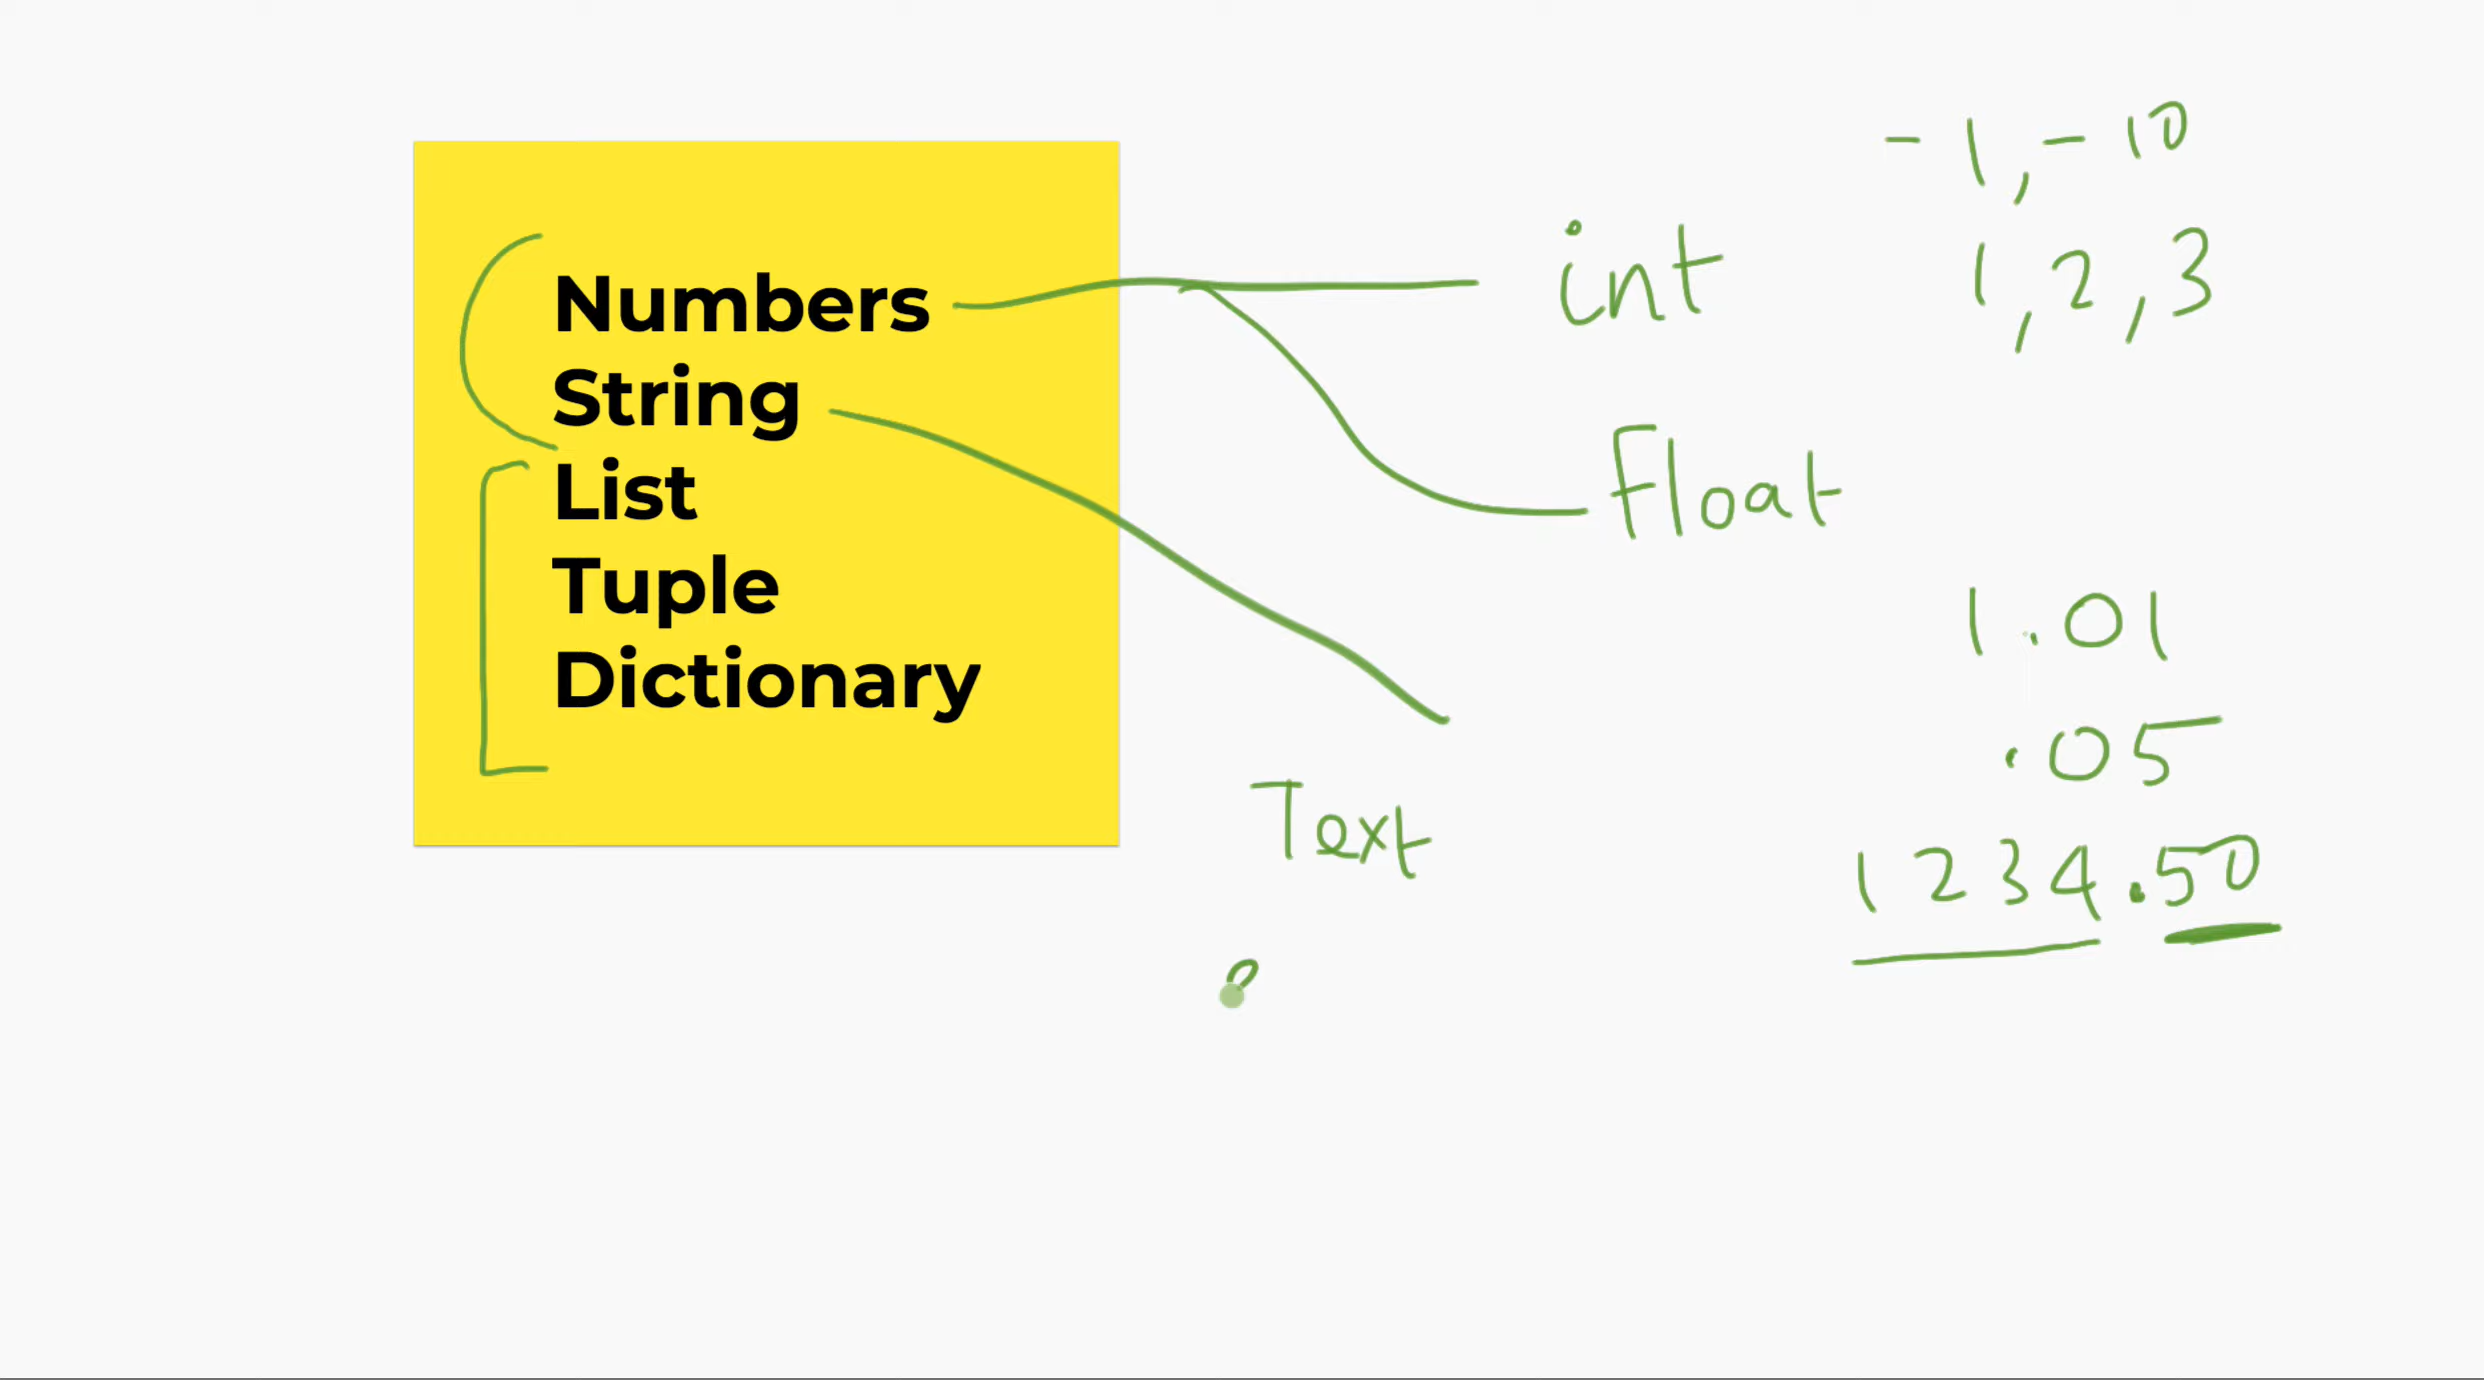 Numbers
String
List
Tuple
Dictionary
-1, -10
int
1, 2, 3
Float
1.01
.05
Text
1234.50